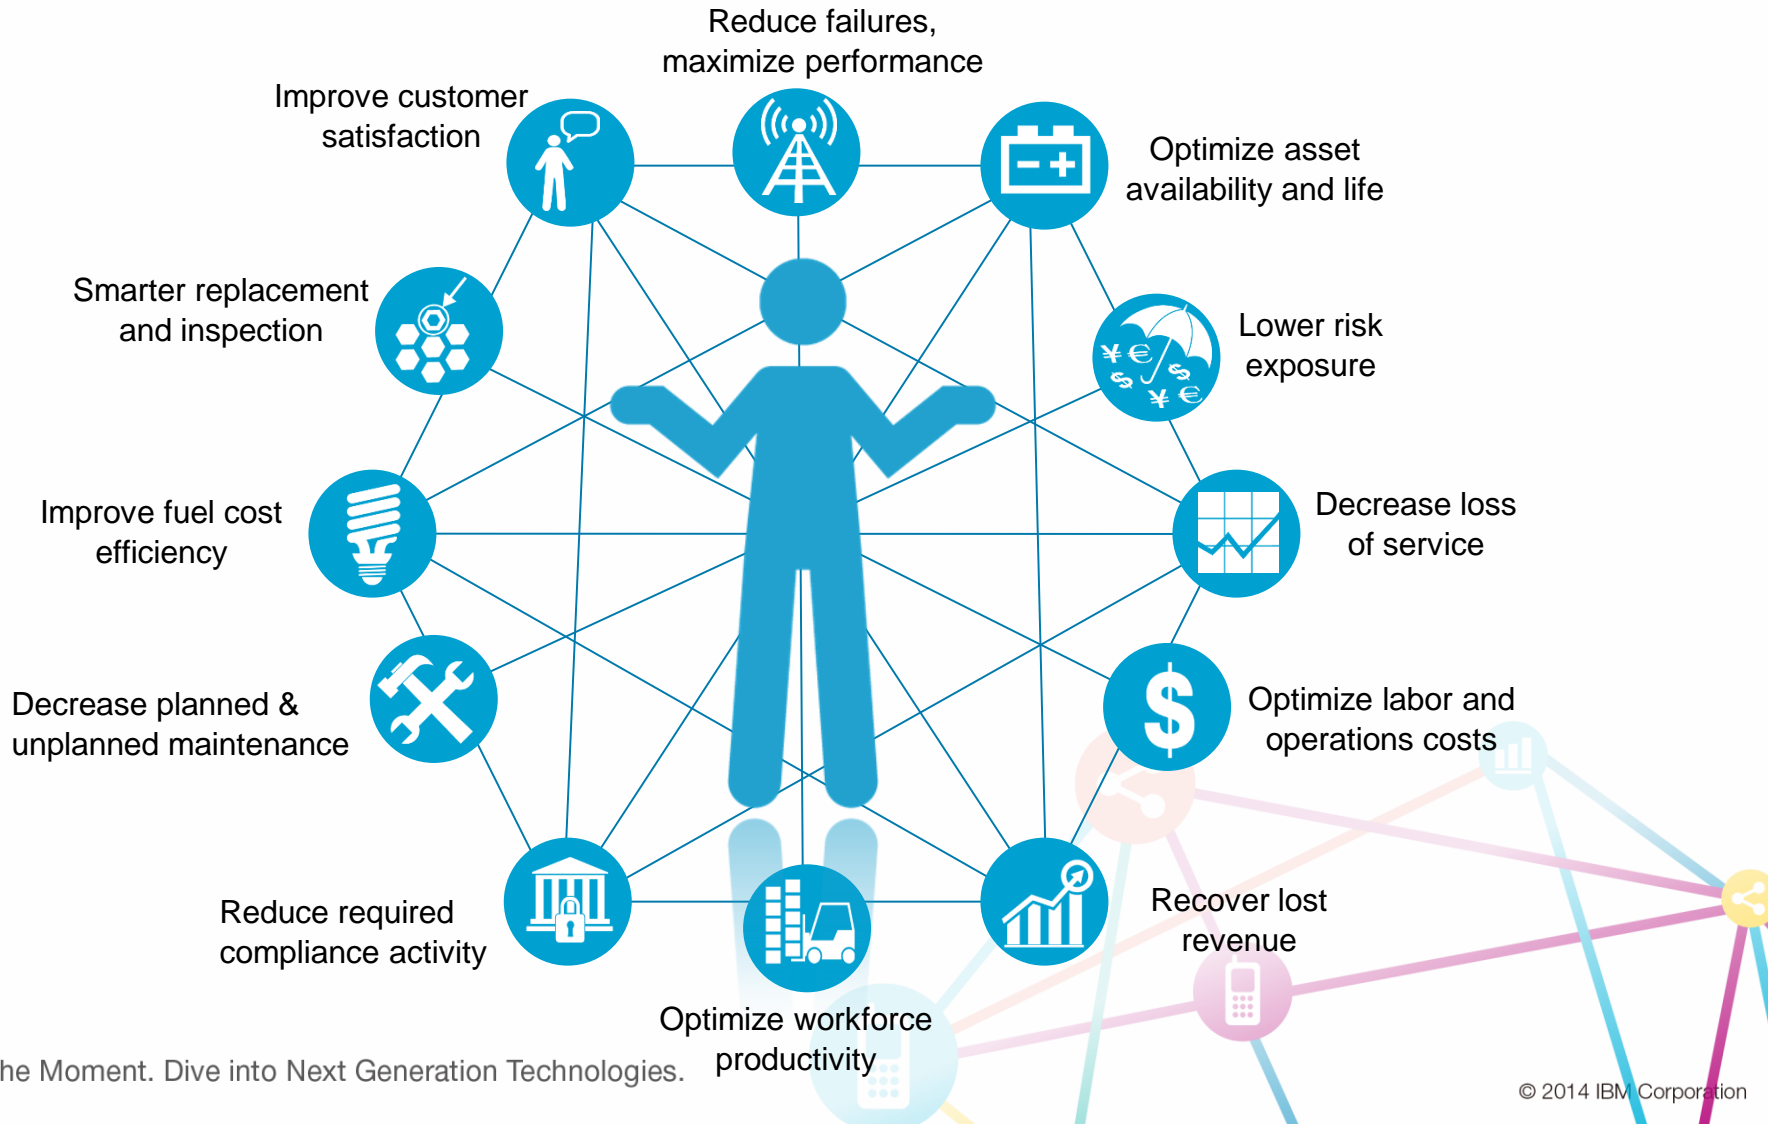 Reduce failures,
maximize performance
Improve customer
satisfaction
Optimize asset
availability and life
Smarter replacement
and inspection
Lower risk
exposure
Improve fuel cost
efficiency
Decrease loss
of service
Decrease planned &
unplanned maintenance
Optimize labor and
operations costs
Reduce required
compliance activity
Recover lost
revenue
Optimize workforce
productivity
he Moment. Dive into Next Generation Technologies.
© 2014 IBM Corporation